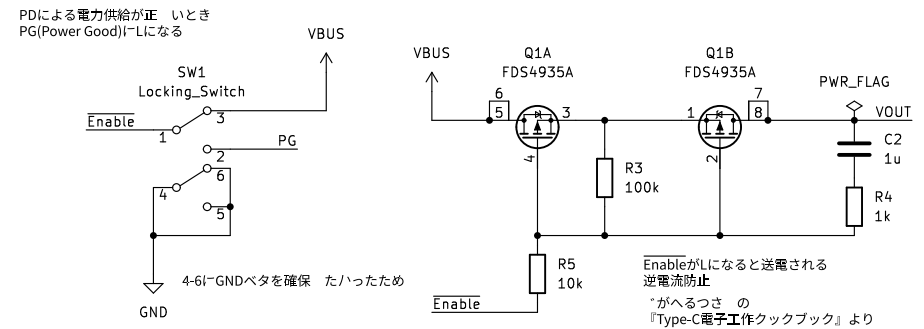 PDによる電力供給が正 いとき
PG(Power Good)にLになる
VBUS
SW1
Locking_Switch
Enable
3
1
PG
2
6
4
5
4-6にGNDベタを確保 たいったため
GND
VBUS
Q1A
FDS4935A
6
5
3
4
Q1B
FDS4935A
7
1
8
2
PWR_FLAG
VOUT
C2
1u
R3
100k
R4
1k
R5
10k
Enable
EnableがLになると送電される
逆電流防止
゛がへるつさ の
『Type-C電子工作クックブック』より